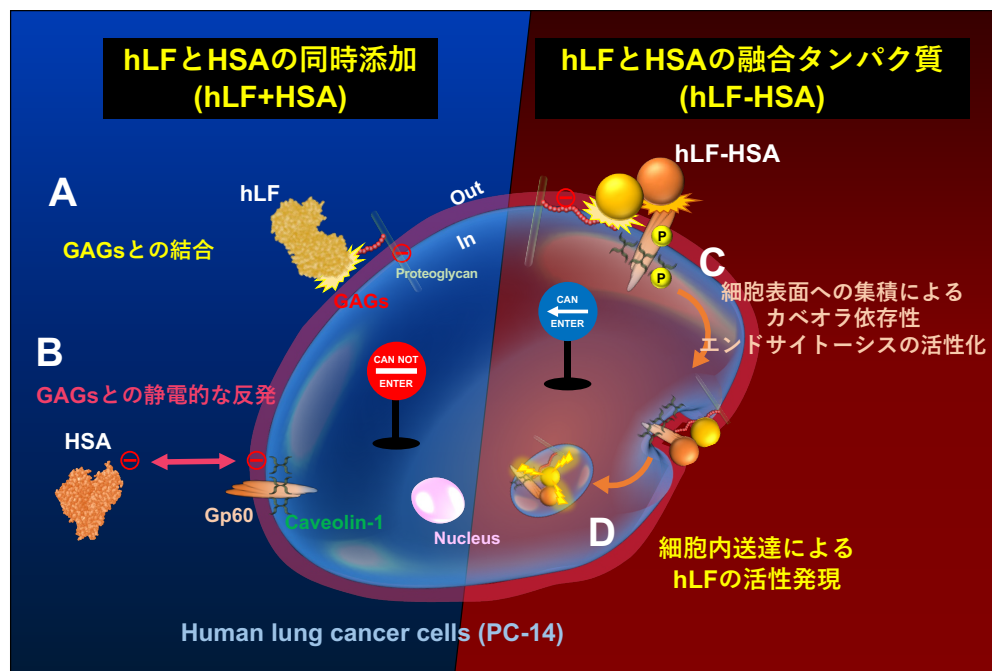 hLFとHSAの同時添加
(hLF+HSA)
hLFとHSAの融合タンパク質
(hLF-HSA)
A
hLF
GAGsとの結合
GAGs
Proteoglycan
Out
In
⊖
B
GAGsとの静電的な反発
HSA
⊖
⊖
Gp60
Caveolin-1
CAN NOT
ENTER
Nucleus
hLF-HSA
⊖
P
P
C
細胞表面への集積による
カベオラ依存性
エンドサイトーシスの活性化
CAN
ENTER
D
細胞内送達による
hLFの活性発現
Human lung cancer cells (PC-14)